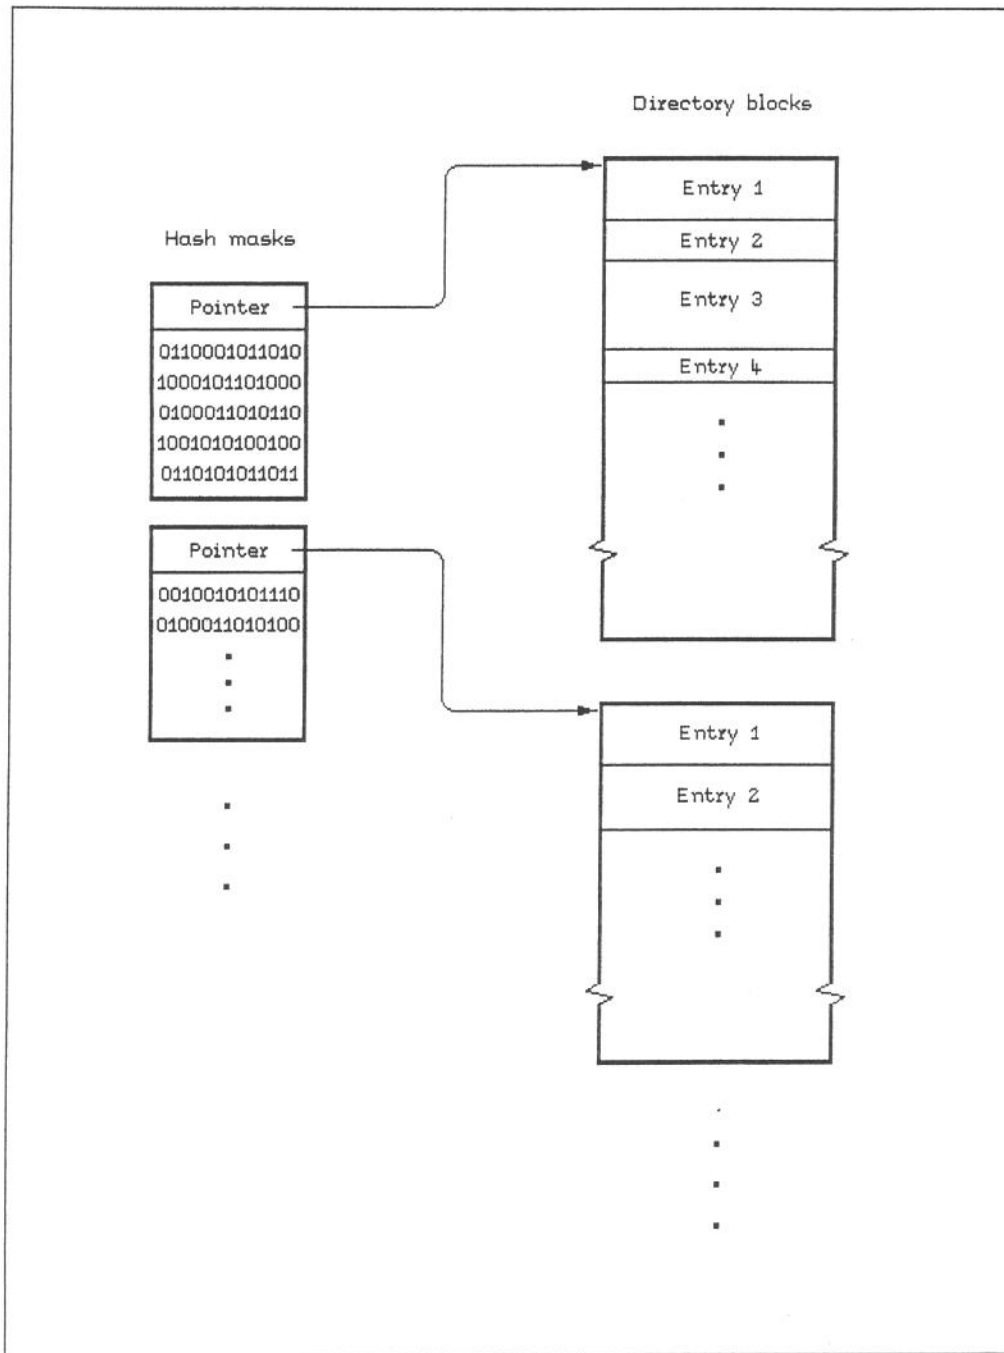 Directory blocks
Entry 1
Entry 2
Entry 3
Entry 4
Hash masks
Pointer
0110001011010
1000101101000
0100011010110
1001010100100
0110101011011
Pointer
0010010101110
0100011010100
Entry 1
Entry 2